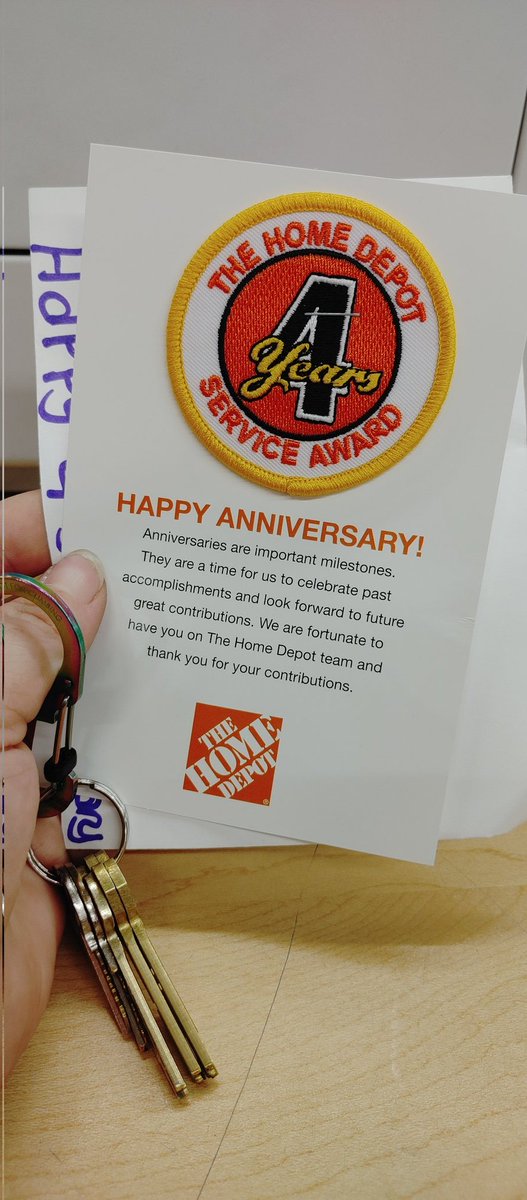 THE HOME DEPOT
4
Years
SERVICE AWARD
HAPPY ANNIVERSARY!
Anniversaries are important milestones.
They are a time for us to celebrate past
accomplishments and look forward to future
great contributions. We are fortunate to
have you on The Home Depot team and
thank you for your contributions.
THE
HOME
DEPOT
®